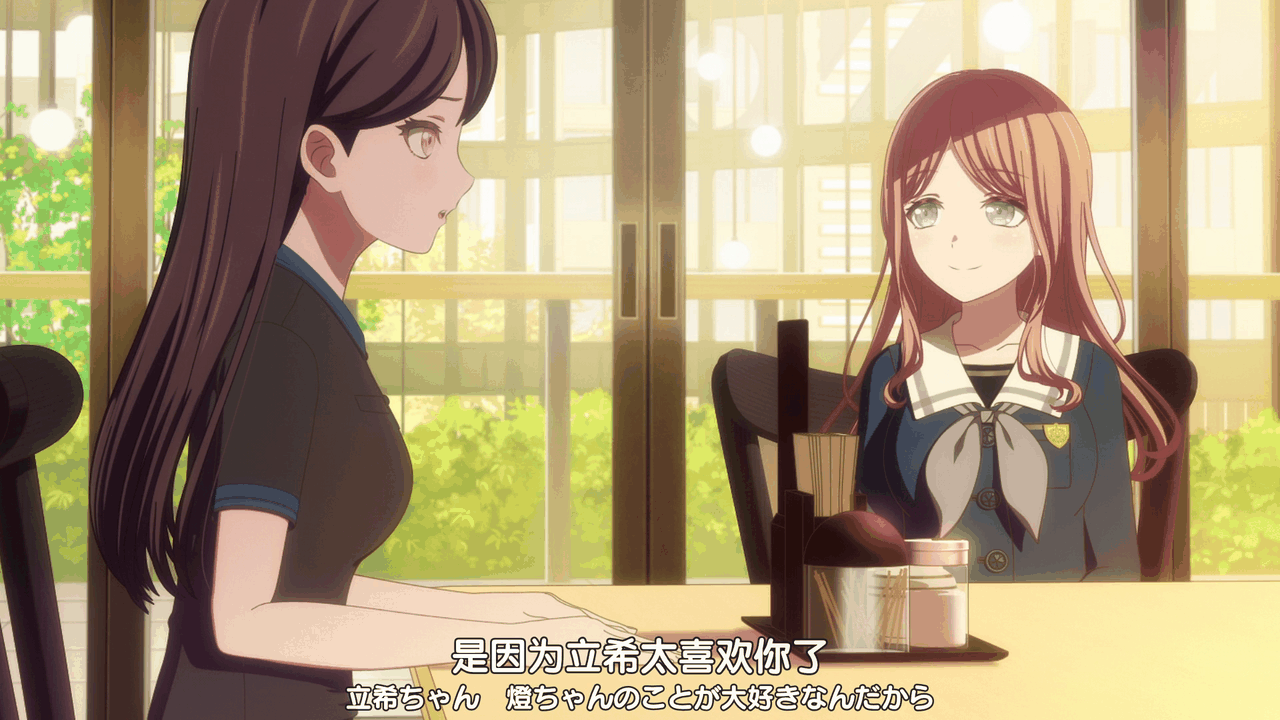 是因为立希太喜欢你了
立希ちゃん　燈ちゃんのことが大好きなんだから